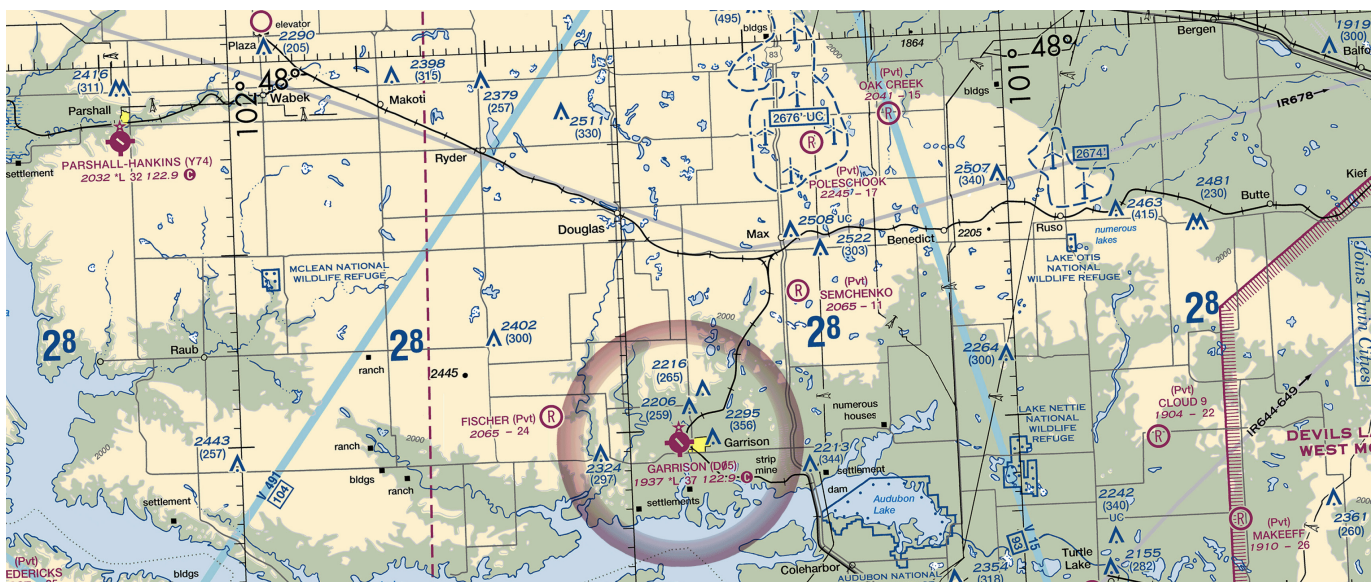 elevator
2290
(205)
Plaza
2416
(311)
Parshall
PARSHALL-HANKINS (Y74)
2032 *L 32 122.9 C
settlement
102°
48°
Wabek
2398
(315)
Makoti
2379
(257)
2511
(330)
Ryder
Douglas
(495)
bldgs
83
2000
1864
2676' UC
(Pvt)
OAK CREEK
2041 - 15
R
R
(Pvt)
POLESCHOOK
2245 - 17
bldgs
101°
48°
Bergen
1919
(300)
Balfo
IR678
2674'
2507
(340)
2463
(415)
2481
(230)
Butte
Kief
Ruso
numerous
lakes
2205
Benedict
Max
2508 UC
2522
(303)
R
(Pvt)
SEMCHENKO
2065 - 11
LAKE OTIS
NATIONAL
WILDLIFE REFUGE
MCLEAN NATIONAL
WILDLIFE REFUGE
28
28
28
28
Raub
ranch
2445
2402
(300)
2000
2000
2264
(300)
2216
(265)
2206
(259)
2295
(356)
Garrison
FISCHER (Pvt)
2065 - 24
R
2324
(297)
GARRISON (D05)
1937 *L 37 122.9 C
strip
mine
settlements
numerous
houses
2213
(344)
settlement
dam
Audubon
Lake
Coleharbor
AUDUBON NATIONAL
2354
(318)
LAKE NETTIE
NATIONAL
WILDLIFE
REFUGE
(Pvt)
CLOUD 9
1904 - 22
R
IR644-649
DEVILS LA
WEST MO
2242
(340)
UC
2155
(282)
Turtle
Lake
V 15
93
R
(Pvt)
MAKEEFF
1910 - 26
2361
(260)
Joins Twin Cities
2443
(257)
2000
V 491
104
ranch
bldgs
ranch
settlement
bldgs
(Pvt)
EDERICKS